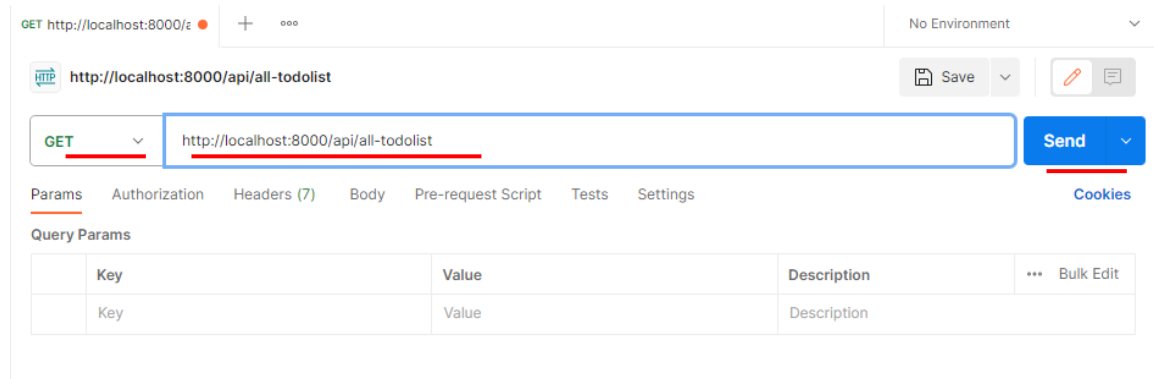 GET http://localhost:8000/a No Environment
HTTP http://localhost:8000/api/all-todolist Save
GET http://localhost:8000/api/all-todolist Send
Params Authorization Headers (7) Body Pre-request Script Tests Settings Cookies
Query Params
Key Value Description Bulk Edit
Key Value Description